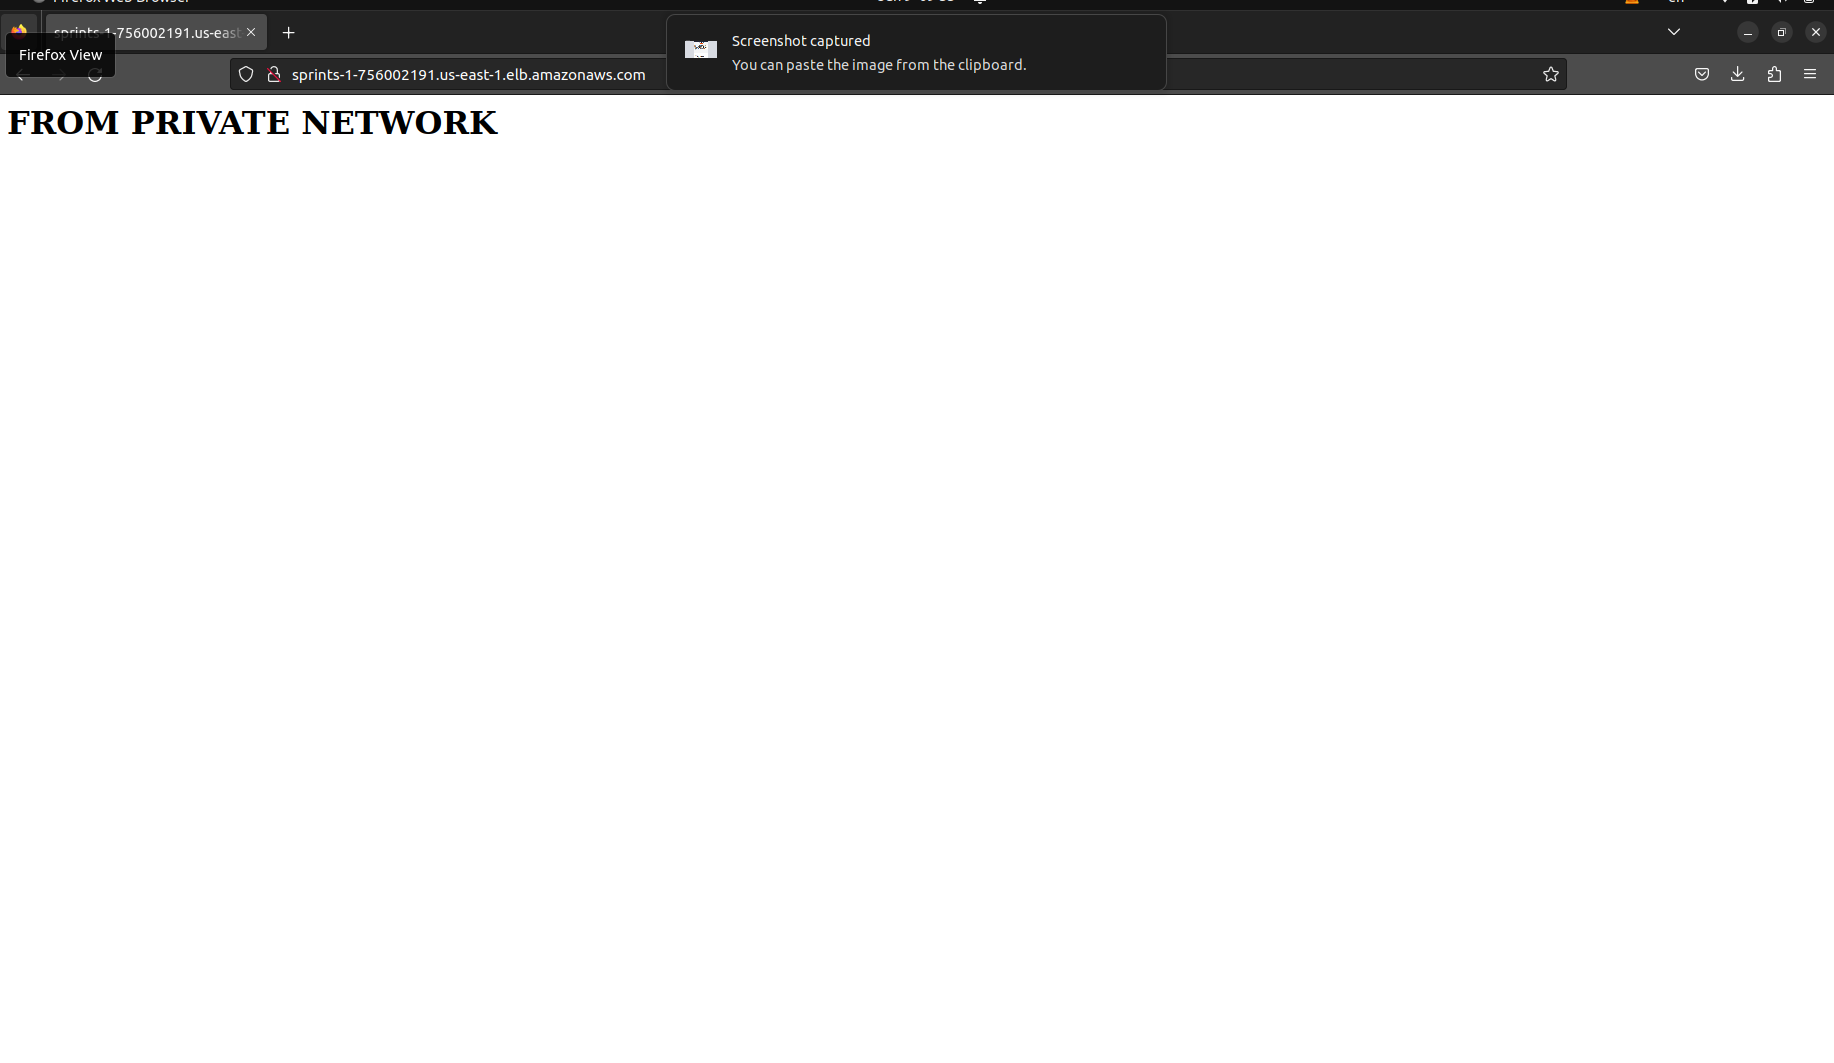 Firefox Web Browser
en
sprints-1-756002191.us-east
Firefox View
Screenshot captured
You can paste the image from the clipboard.
sprints-1-756002191.us-east-1.elb.amazonaws.com
FROM PRIVATE NETWORK